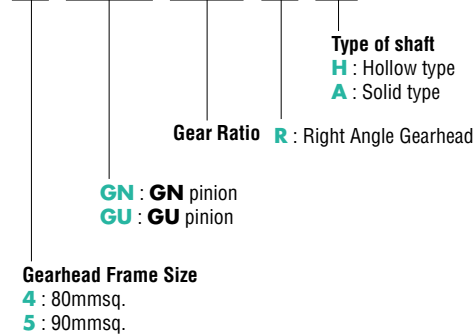 Type of shaft
H : Hollow type
A : Solid type
Gear Ratio R : Right Angle Gearhead
GN : GN pinion
GU : GU pinion
Gearhead Frame Size
4 : 80mmsq.
5 : 90mmsq.